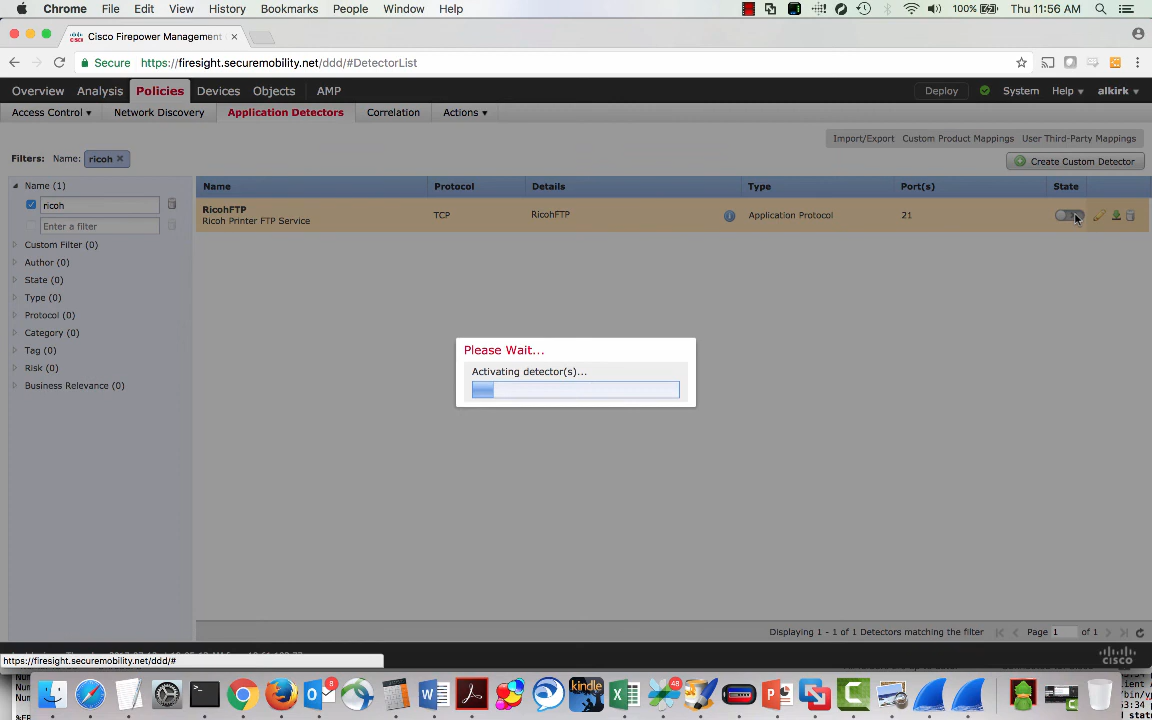 Chrome File Edit View History Bookmarks People Window Help 100% Thu 11:56 AM
Cisco Firepower Management
Secure https://firesight.securemobility.net/ddd/#DetectorList
Overview Analysis Policies Devices Objects AMP Deploy System Help alkirk
Access Control Network Discovery Application Detectors Correlation Actions
Import/Export Custom Product Mappings User Third-Party Mappings
Filters: Name: ricoh
Create Custom Detector
Name (1)
ricoh
Enter a filter
Custom Filter (0)
Author (0)
State (0)
Type (0)
Protocol (0)
Category (0)
Tag (0)
Risk (0)
Business Relevance (0)
Name Protocol Details Type Port(s) State
RicohFTP TCP RicohFTP Application Protocol 21
Ricoh Printer FTP Service
Please Wait...
Activating detector(s)...
Displaying 1 - 1 of 1 Detectors matching the filter Page 1 of 1
https://firesight.securemobility.net/ddd/#
cisco
8
kindle
48